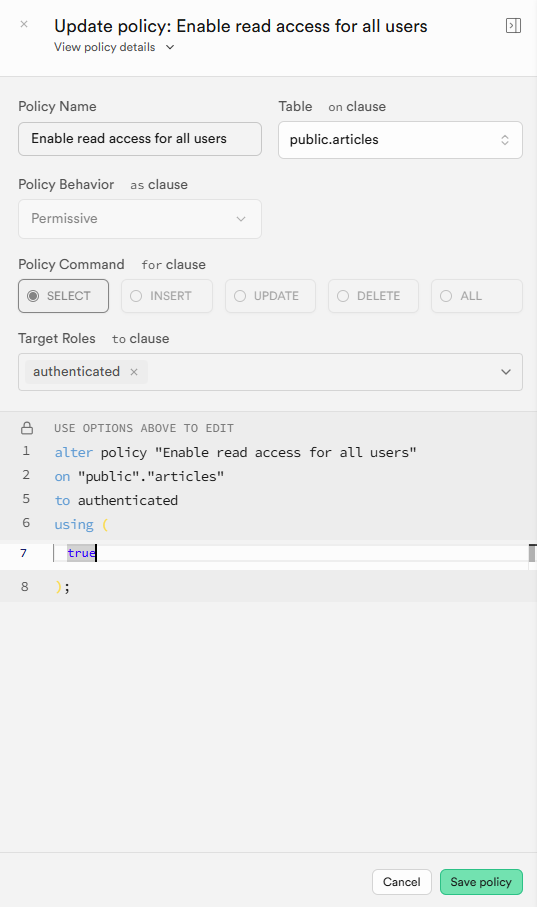 Update policy: Enable read access for all users
View policy details
Policy Name
Table on clause
Enable read access for all users
public.articles
Policy Behavior as clause
Permissive
Policy Command for clause
SELECT INSERT UPDATE DELETE ALL
Target Roles to clause
authenticated ×
USE OPTIONS ABOVE TO EDIT
1 alter policy "Enable read access for all users"
2 on "public"."articles"
5 to authenticated
6 using (
7 true
8 );
Cancel Save policy